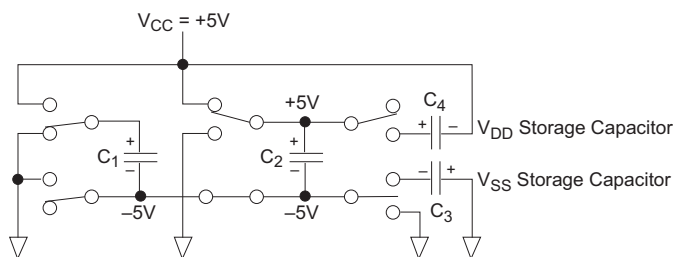 V_CC = +5V
+5V
C_4
+
−
V_DD Storage Capacitor
+
C_1
−
+
C_2
−
−
+
V_SS Storage Capacitor
C_3
–5V
–5V